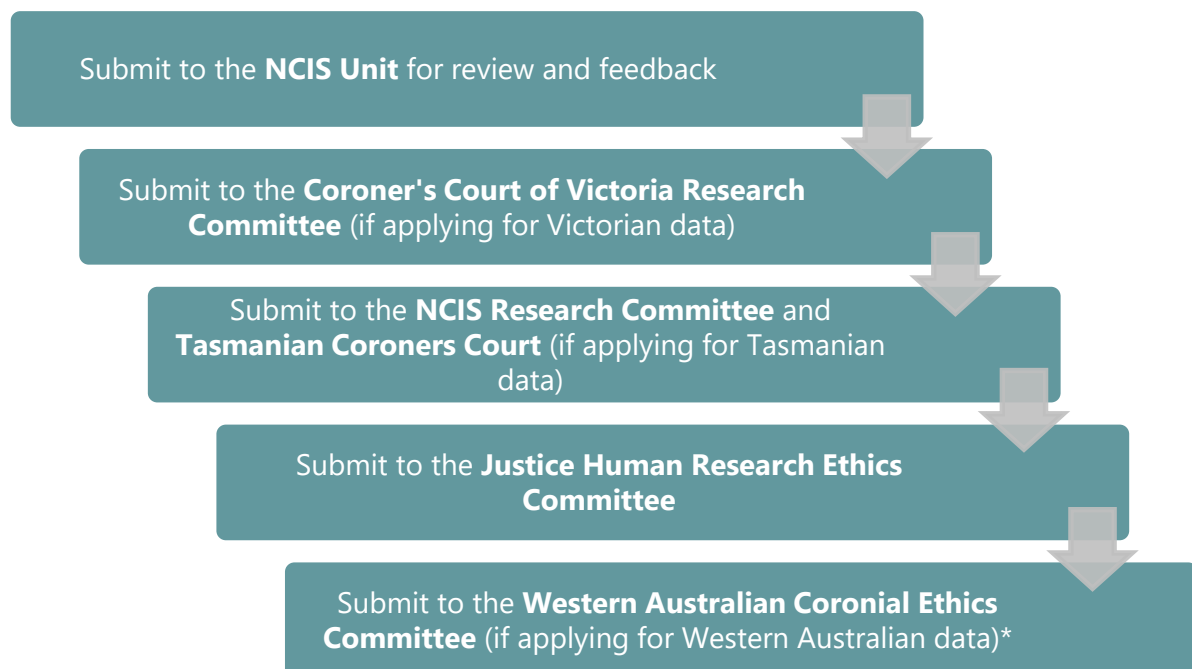 Submit to the NCIS Unit for review and feedback
Submit to the Coroner's Court of Victoria Research
Committee (if applying for Victorian data)
Submit to the NCIS Research Committee and
Tasmanian Coroners Court (if applying for Tasmanian
data)
Submit to the Justice Human Research Ethics
Committee
Submit to the Western Australian Coronial Ethics
Committee (if applying for Western Australian data)*